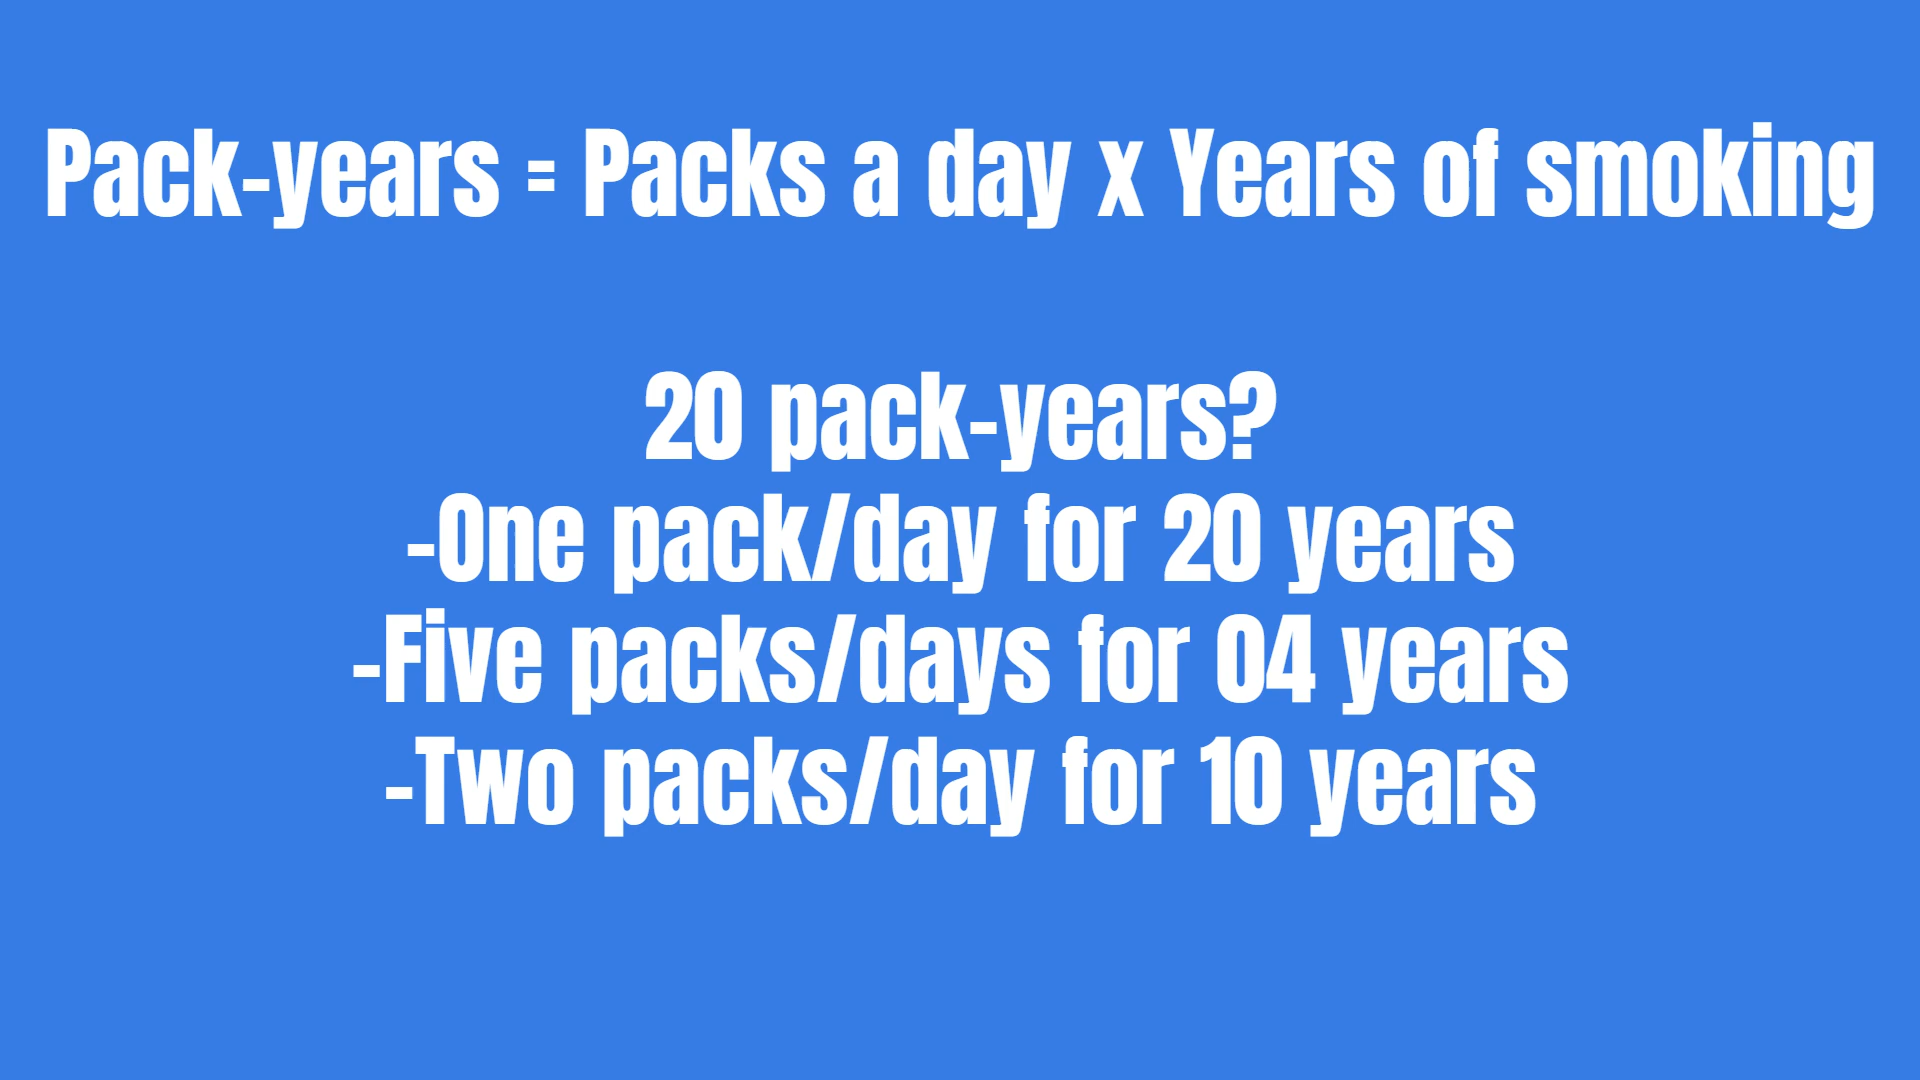 Pack-years = Packs a day x Years of smoking
20 pack-years?
-One pack/day for 20 years
-Five packs/days for 04 years
-Two packs/day for 10 years